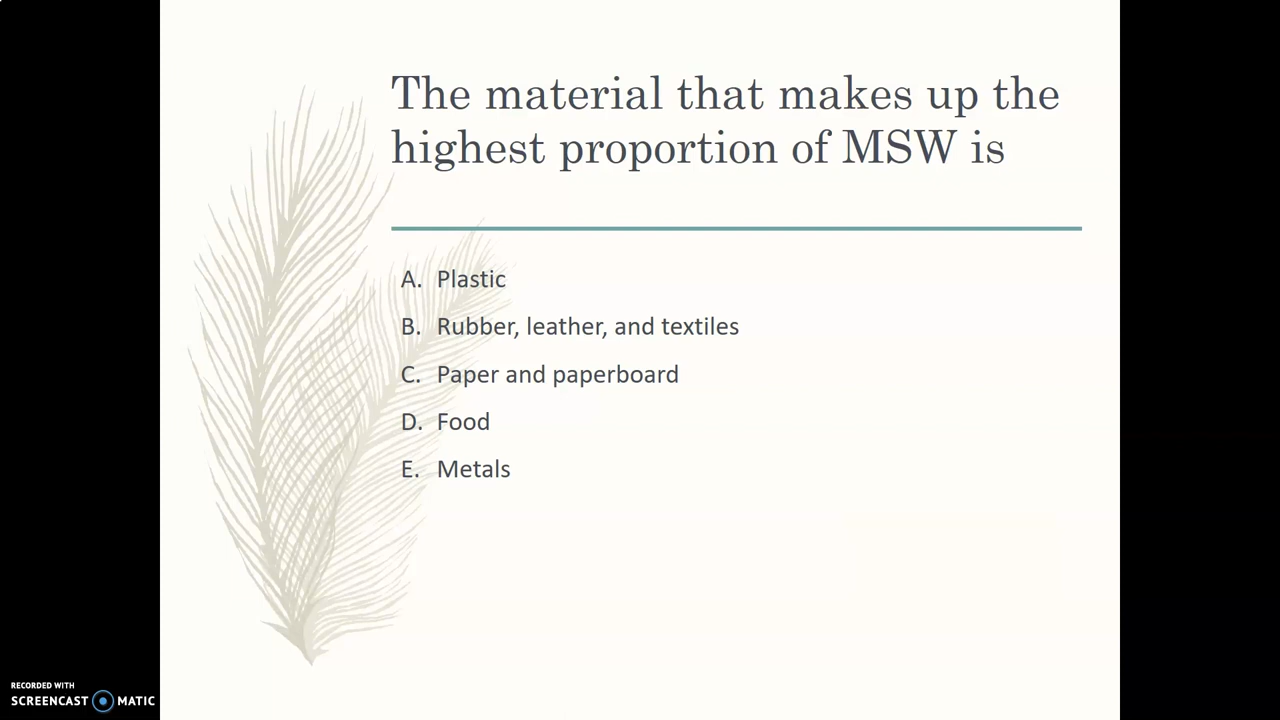 The material that makes up the
highest proportion of MSW is
A. Plastic
B. Rubber, leather, and textiles
C. Paper and paperboard
D. Food
E. Metals
RECORDED WITH
SCREENCAST MATIC